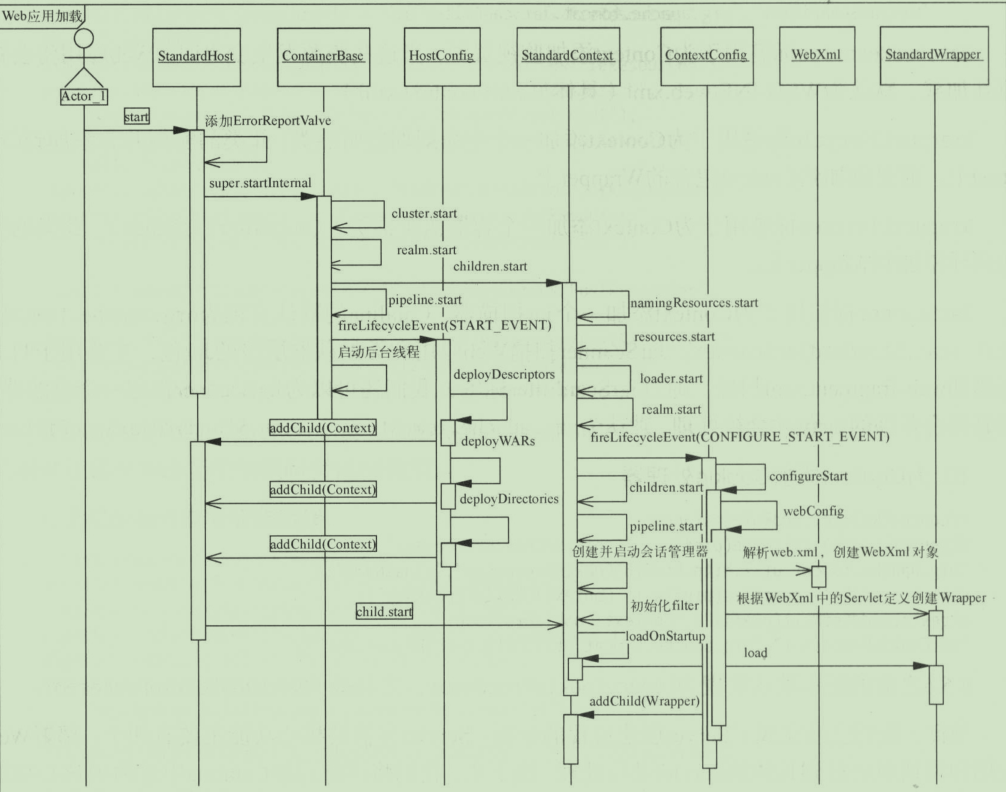 Web应用加载
StandardHost
ContainerBase
HostConfig
StandardContext
ContextConfig
WebXml
StandardWrapper
Actor_1
start
添加ErrorReportValve
super.startInternal
cluster.start
realm.start
children.start
pipeline.start
namingResources.start
fireLifecycleEvent(START_EVENT)
resources.start
启动后台线程
deployDescriptors
loader.start
realm.start
addChild(Context)
deployWARs
fireLifecycleEvent(CONFIGURE_START_EVENT)
configureStart
children.start
addChild(Context)
deployDirectories
webConfig
pipeline.start
addChild(Context)
创建并启动会话管理器
解析web.xml，创建WebXml 对象
根据WebXml 中的Servlet定义创建Wrapper
child.start
初始化filter
loadOnStartup
load
addChild(Wrapper)